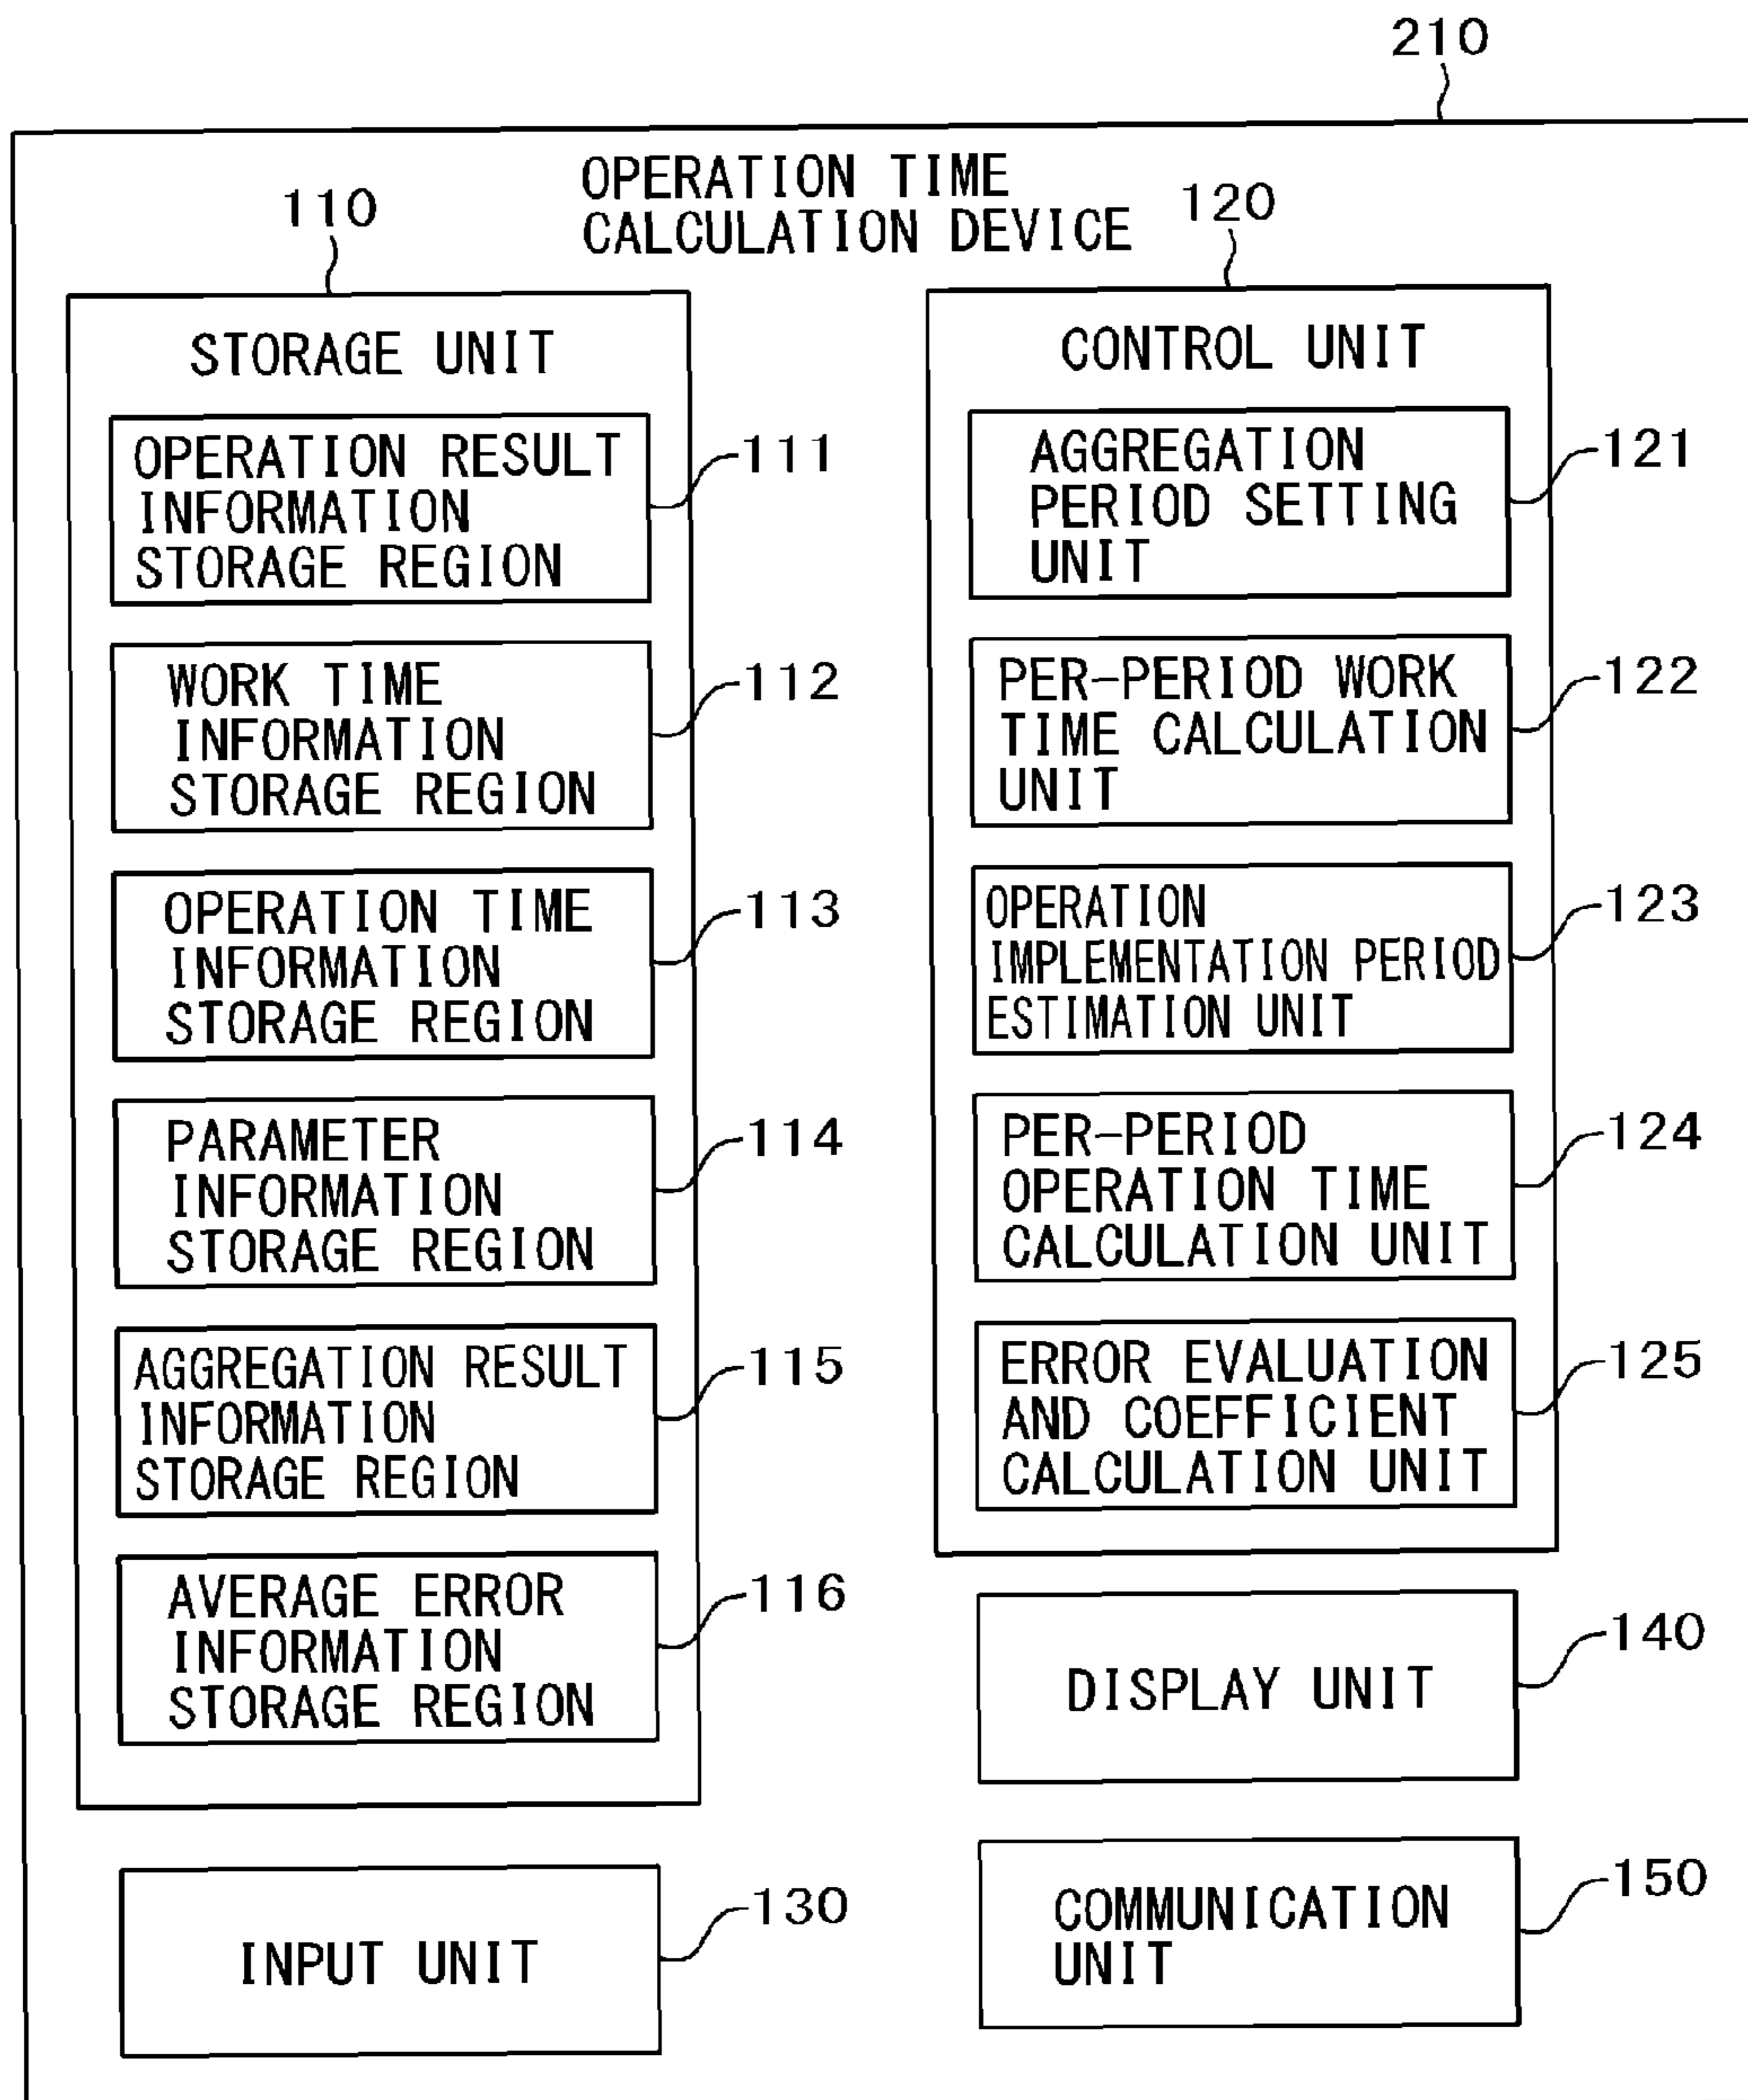 210
OPERATION TIME
CALCULATION DEVICE
110
STORAGE UNIT
OPERATION RESULT
INFORMATION
STORAGE REGION
111
WORK TIME
INFORMATION
STORAGE REGION
112
OPERATION TIME
INFORMATION
STORAGE REGION
113
PARAMETER
INFORMATION
STORAGE REGION
114
AGGREGATION RESULT
INFORMATION
STORAGE REGION
115
AVERAGE ERROR
INFORMATION
STORAGE REGION
116
INPUT UNIT
130
120
CONTROL UNIT
AGGREGATION
PERIOD SETTING
UNIT
121
PER-PERIOD WORK
TIME CALCULATION
UNIT
122
OPERATION
IMPLEMENTATION PERIOD
ESTIMATION UNIT
123
PER-PERIOD
OPERATION TIME
CALCULATION UNIT
124
ERROR EVALUATION
AND COEFFICIENT
CALCULATION UNIT
125
DISPLAY UNIT
140
COMMUNICATION
UNIT
150